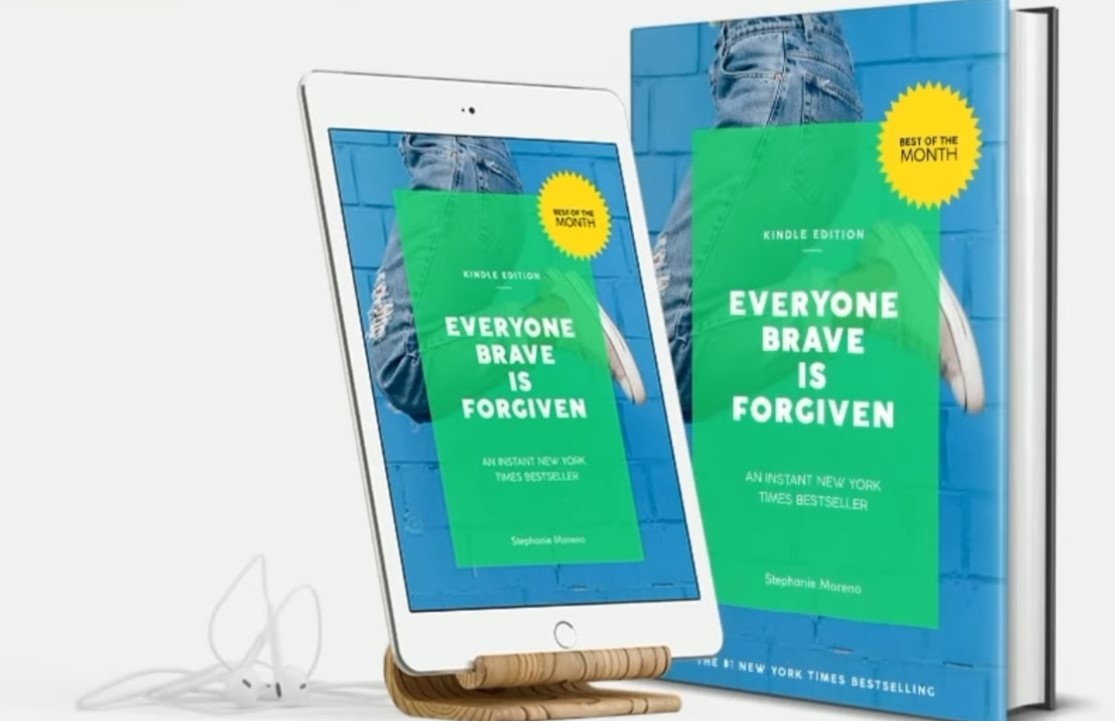 BEST OF THE
MONTH
KINDLE EDITION
EVERYONE
BRAVE
IS
FORGIVEN
AN INSTANT NEW YORK
TIMES BESTSELLER
Stephanie Moreno
BEST OF THE
MONTH
KINDLE EDITION
EVERYONE
BRAVE
IS
FORGIVEN
AN INSTANT NEW YORK
TIMES BESTSELLER
Stephanie Moreno
THE #1 NEW YORK TIMES BESTSELLING